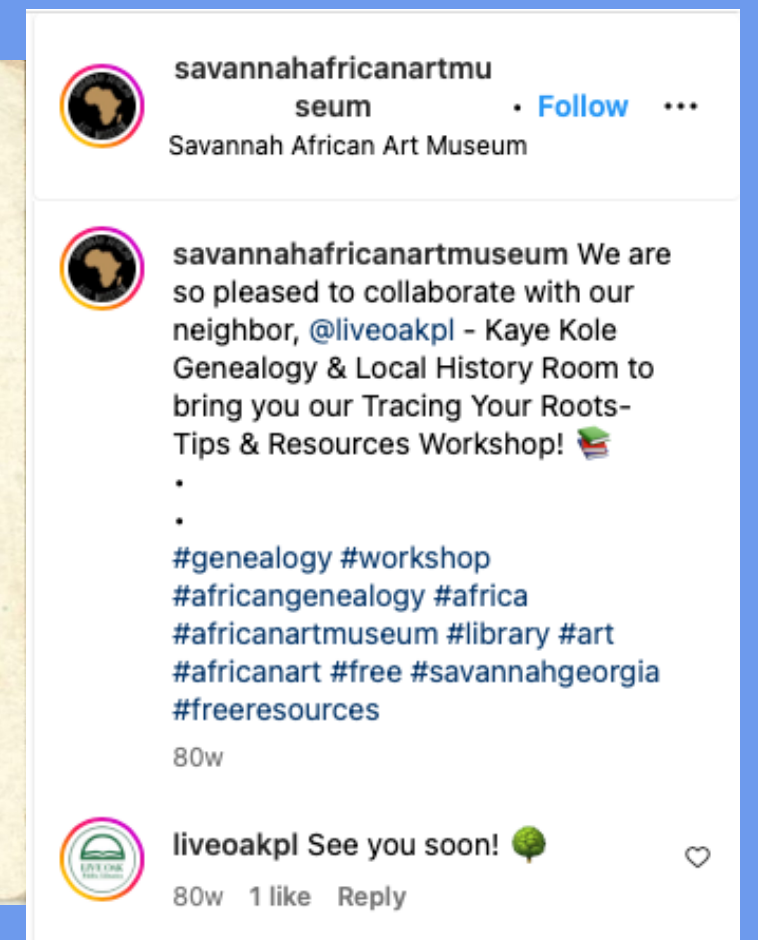 savannahafricanartmu
seum • Follow •••
Savannah African Art Museum
savannahafricanartmuseum We are
so pleased to collaborate with our
neighbor, @liveoakpl - Kaye Kole
Genealogy & Local History Room to
bring you our Tracing Your Roots-
Tips & Resources Workshop! 📚
•
•
#genealogy #workshop
#africangenealogy #africa
#africanartmuseum #library #art
#africanart #free #savannahgeorgia
#freeresources
80w
liveoakpl See you soon! 🌳
LIVE OAK
80w 1 like Reply